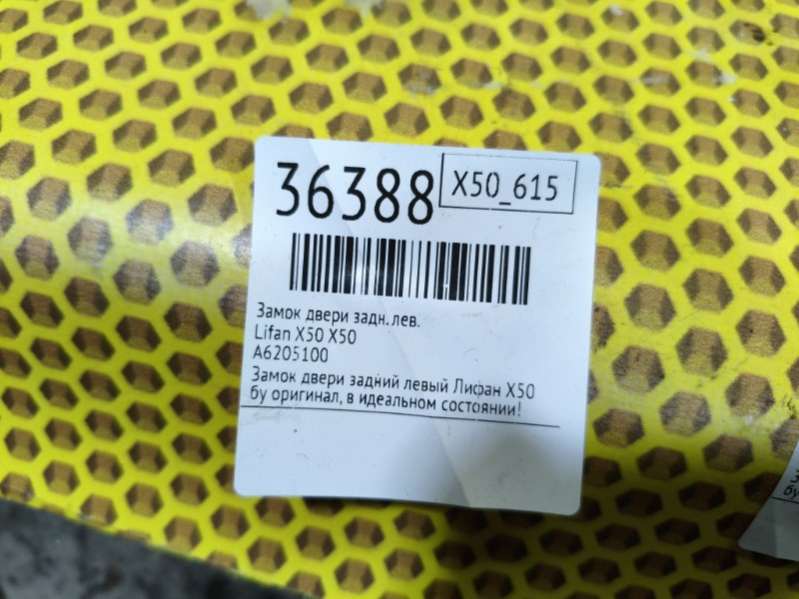 36388
X50_615
Замок двери задн. лев.
Lifan X50 X50
A6205100
Замок двери задний левый Лифан X50
бу оригинал, в идеальном состоянии!
бу